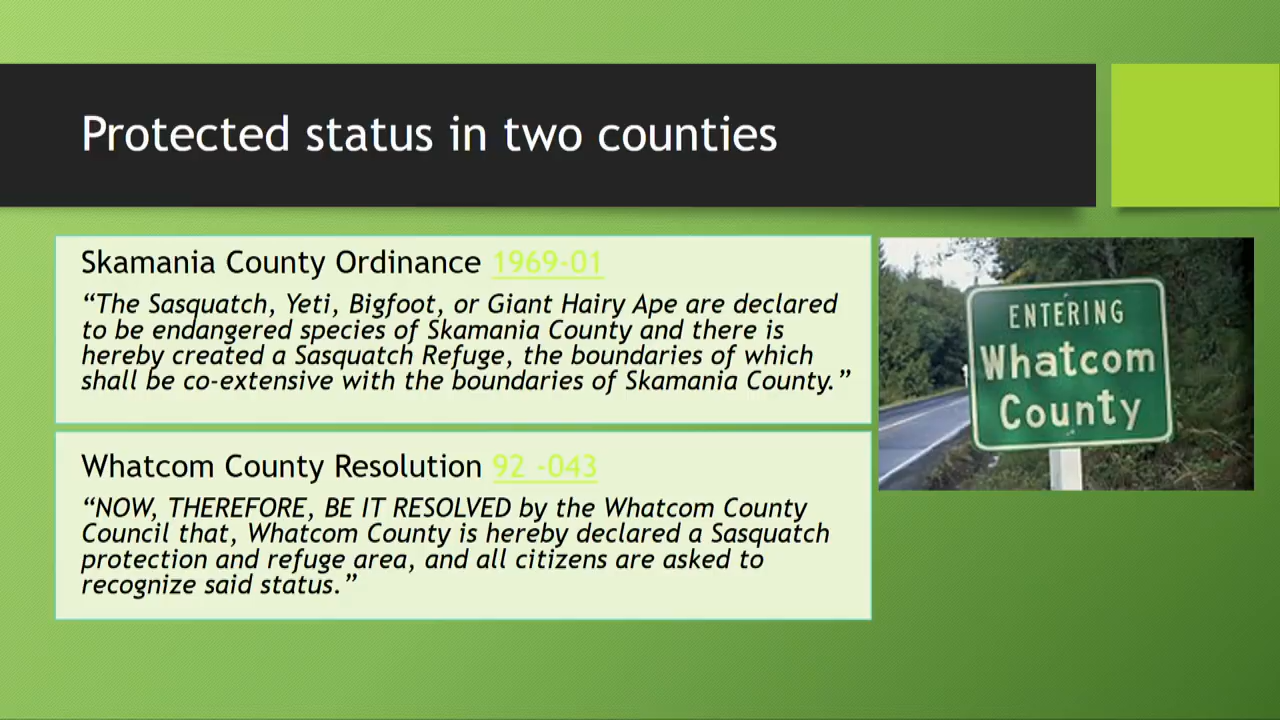 Protected status in two counties
Skamania County Ordinance 1969-01
“The Sasquatch, Yeti, Bigfoot, or Giant Hairy Ape are declared
to be endangered species of Skamania County and there is
hereby created a Sasquatch Refuge, the boundaries of which
shall be co-extensive with the boundaries of Skamania County.”
Whatcom County Resolution 92 -043
“NOW, THEREFORE, BE IT RESOLVED by the Whatcom County
Council that, Whatcom County is hereby declared a Sasquatch
protection and refuge area, and all citizens are asked to
recognize said status.”
ENTERING
Whatcom
County